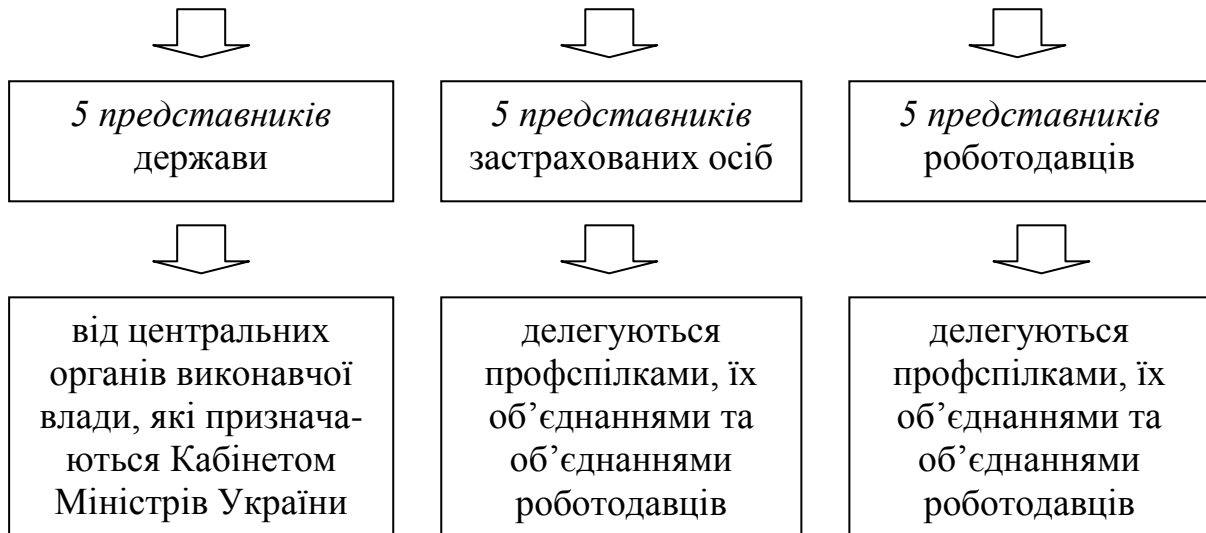 5 представників
держави
5 представників
застрахованих осіб
5 представників
роботодавців
від центральних
органів виконавчої
влади, які признача-
ються Кабінетом
Міністрів України
делегуються
профспілками, їх
об’єднаннями та
об’єднаннями
роботодавців
делегуються
профспілками, їх
об’єднаннями та
об’єднаннями
роботодавців